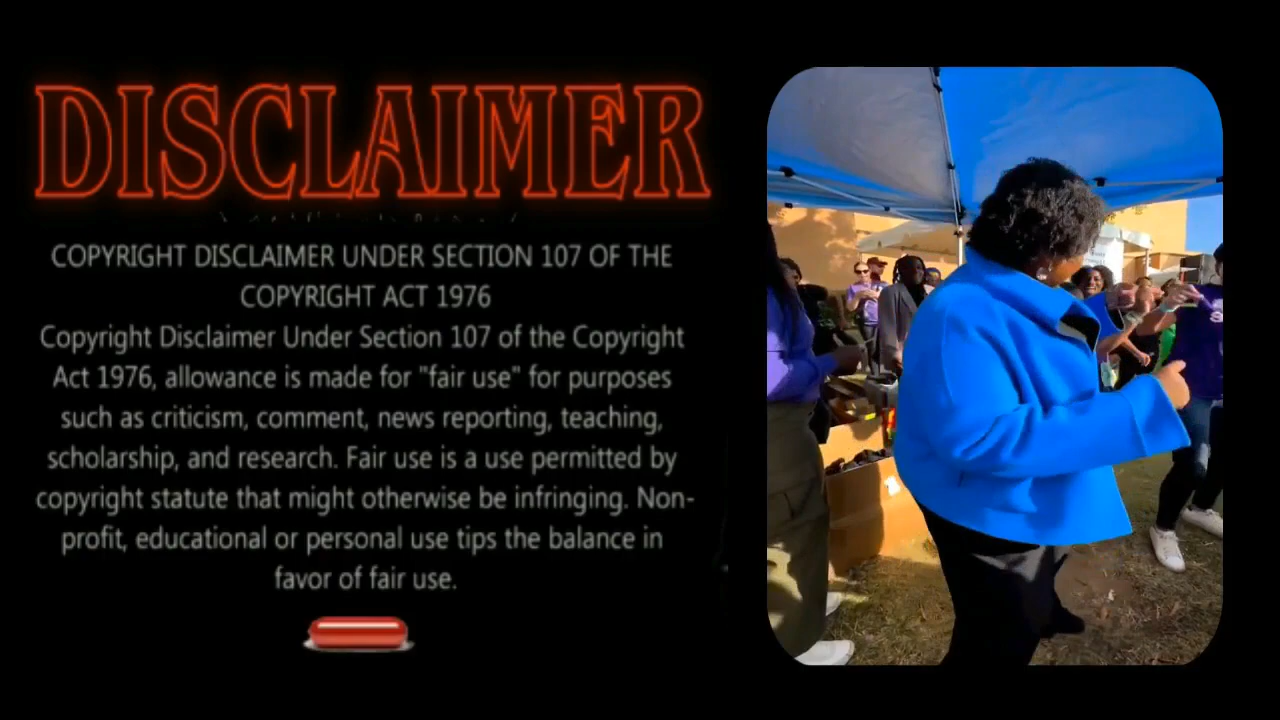 DISCLAIMER
COPYRIGHT DISCLAIMER UNDER SECTION 107 OF THE
COPYRIGHT ACT 1976
Copyright Disclaimer Under Section 107 of the Copyright
Act 1976, allowance is made for "fair use" for purposes
such as criticism, comment, news reporting, teaching,
scholarship, and research. Fair use is a use permitted by
copyright statute that might otherwise be infringing. Non-
profit, educational or personal use tips the balance in
favor of fair use.